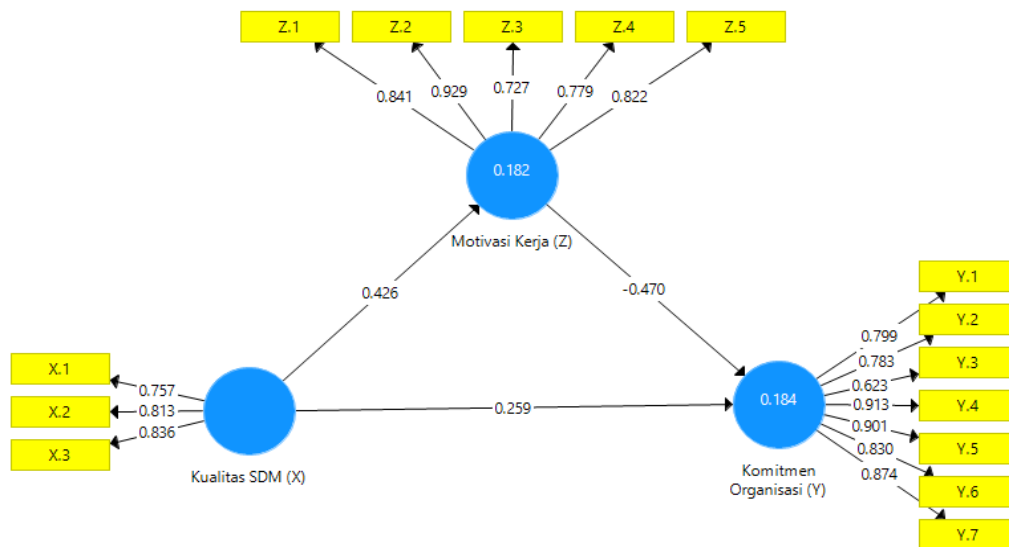 Z.1
Z.2
Z.3
Z.4
Z.5
0.841
0.929
0.727
0.779
0.822
0.182
Motivasi Kerja (Z)
0.426
-0.470
X.1
X.2
X.3
0.757
0.813
0.836
Kualitas SDM (X)
0.259
0.184
Komitmen
Organisasi (Y)
0.799
0.783
0.623
0.913
0.901
0.830
0.874
Y.1
Y.2
Y.3
Y.4
Y.5
Y.6
Y.7